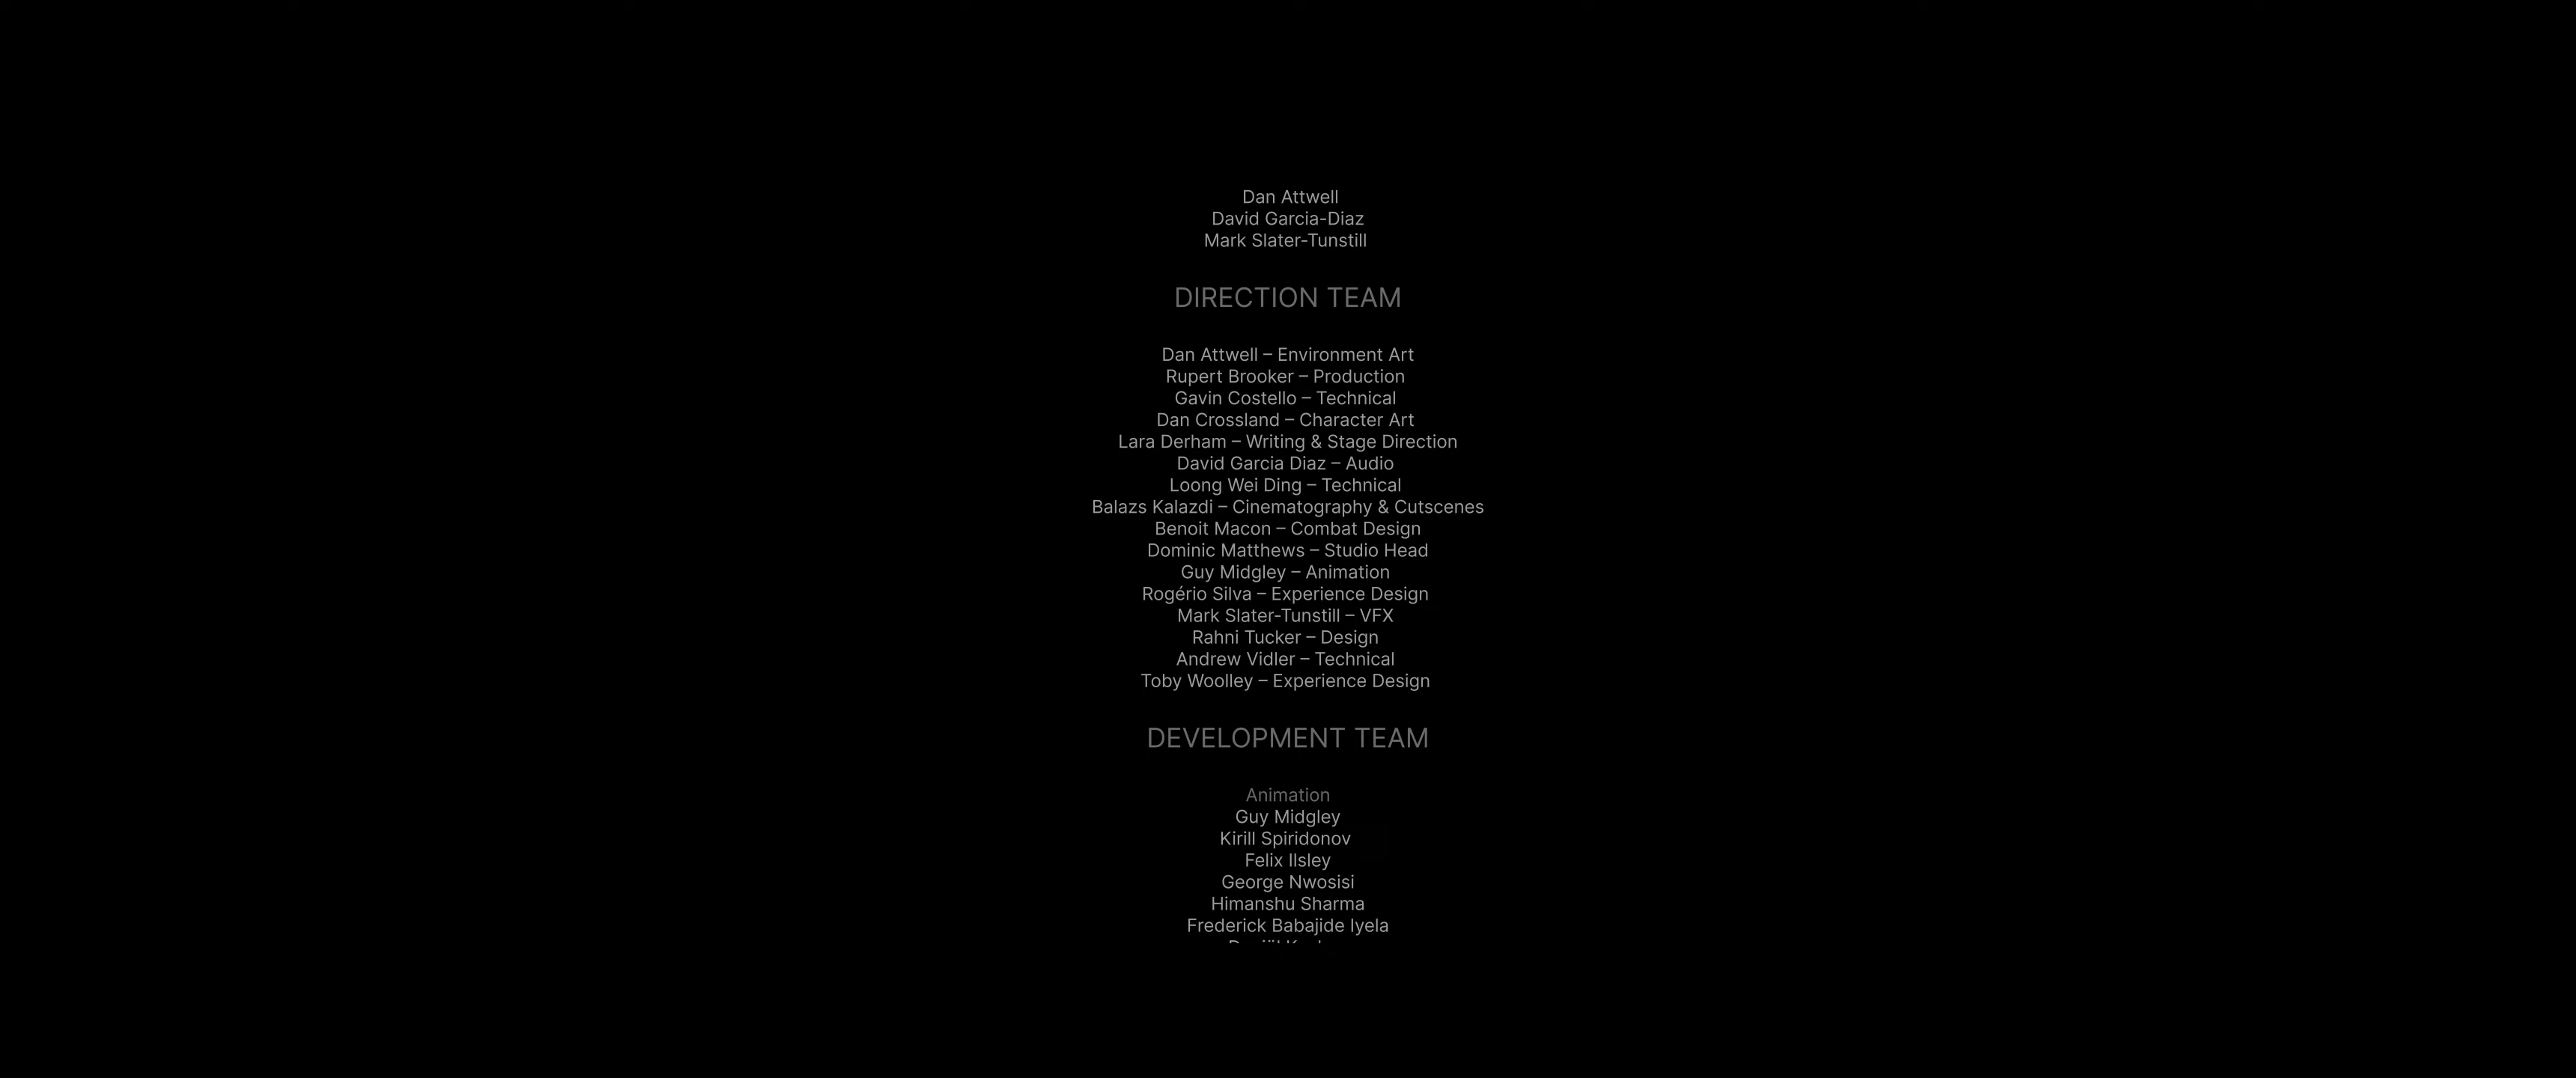 Dan Attwell
David Garcia-Diaz
Mark Slater-Tunstill
DIRECTION TEAM
Dan Attwell – Environment Art
Rupert Brooker – Production
Gavin Costello – Technical
Dan Crossland – Character Art
Lara Derham – Writing & Stage Direction
David Garcia Diaz – Audio
Loong Wei Ding – Technical
Balazs Kalazdi – Cinematography & Cutscenes
Benoit Macon – Combat Design
Dominic Matthews – Studio Head
Guy Midgley – Animation
Rogério Silva – Experience Design
Mark Slater-Tunstill – VFX
Rahni Tucker – Design
Andrew Vidler – Technical
Toby Woolley – Experience Design
DEVELOPMENT TEAM
Animation
Guy Midgley
Kirill Spiridonov
Felix Ilsley
George Nwosisi
Himanshu Sharma
Frederick Babajide Iyela